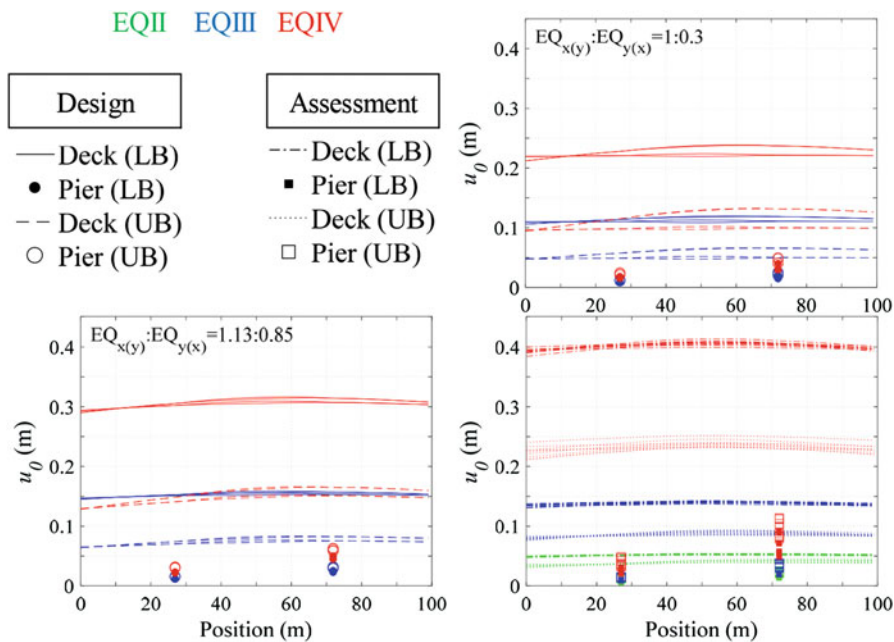 EQII EQIII EQIV
Design
Deck (LB)
Pier (LB)
Deck (UB)
Pier (UB)
Assessment
Deck (LB)
Pier (LB)
Deck (UB)
Pier (UB)
EQx(y):EQy(x)=1:0.3
0.4
0.3
0.2
0.1
0
u0 (m)
0 20 40 60 80 100
EQx(y):EQy(x)=1.13:0.85
0.4
0.3
0.2
0.1
0
u0 (m)
0 20 40 60 80 100
Position (m)
0.4
0.3
0.2
0.1
0
u0 (m)
0 20 40 60 80 100
Position (m)